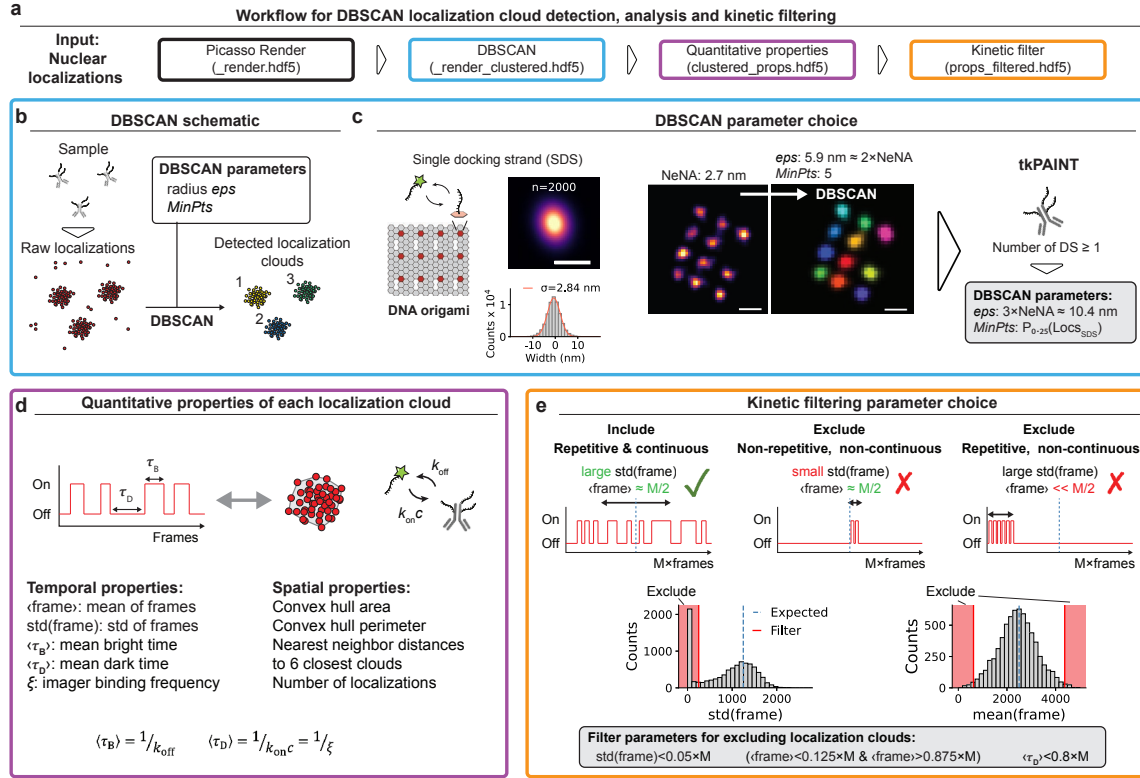 a
Workflow for DBSCAN localization cloud detection, analysis and kinetic filtering
Input:
Nuclear
localizations
Picasso Render
(_render.hdf5)
DBSCAN
(_render_clustered.hdf5)
Quantitative properties
(clustered_props.hdf5)
Kinetic filter
(props_filtered.hdf5)
b
DBSCAN schematic
Sample
DBSCAN parameters
radius eps
MinPts
Raw localizations
Detected localization
clouds
1
3
2
DBSCAN
c
DBSCAN parameter choice
Single docking strand (SDS)
n=2000
DNA origami
σ=2.84 nm
Counts x 10⁴
1
0
-10 0 10
Width (nm)
NeNA: 2.7 nm
eps: 5.9 nm ≈ 2×NeNA
MinPts: 5
DBSCAN
tkPAINT
Number of DS ≥ 1
DBSCAN parameters:
eps: 3×NeNA ≈ 10.4 nm
MinPts: P₀₋₂₅(Locs_SDS)
d
Quantitative properties of each localization cloud
On
Off
τ_B
τ_D
Frames
k_off
k_on c
Temporal properties:
‹frame›: mean of frames
std(frame): std of frames
‹τ_B›: mean bright time
‹τ_D›: mean dark time
ξ: imager binding frequency
Spatial properties:
Convex hull area
Convex hull perimeter
Nearest neighbor distances
to 6 closest clouds
Number of localizations
⟨τ_B⟩ = 1/k_off
⟨τ_D⟩ = 1/k_on c = 1/ξ
e
Kinetic filtering parameter choice
Include
Repetitive & continuous
large std(frame)
‹frame› ≈ M/2
On
Off
M×frames
Exclude
Non-repetitive, non-continuous
small std(frame)
‹frame› ≈ M/2
On
Off
M×frames
Exclude
Repetitive, non-continuous
large std(frame)
‹frame› << M/2
On
Off
M×frames
Exclude
Counts
2000
1000
0
0 1000 2000
std(frame)
Expected
Filter
Exclude
Counts
500
250
0
0 2000 4000
mean(frame)
Filter parameters for excluding localization clouds:
std(frame)<0.05×M (‹frame›<0.125×M & ‹frame›>0.875×M) ‹τ_D›<0.8×M